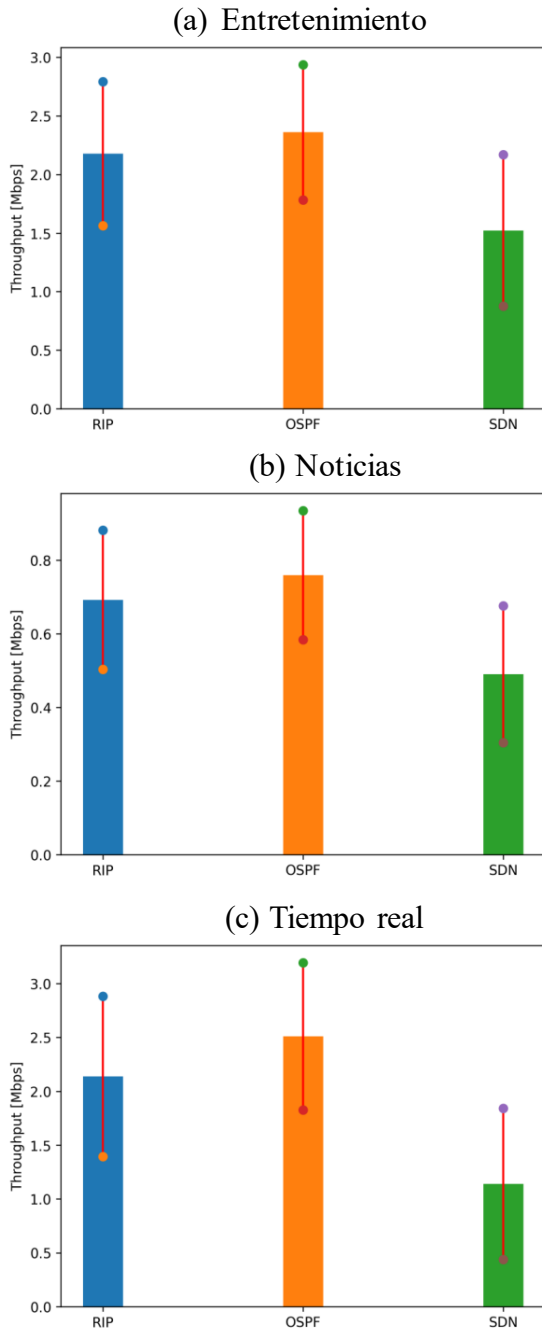 (a) Entretenimiento
3.0
2.5
2.0
1.5
1.0
0.5
0.0
Throughput [Mbps]
RIP OSPF SDN
(b) Noticias
0.8
0.6
0.4
0.2
0.0
Throughput [Mbps]
RIP OSPF SDN
(c) Tiempo real
3.0
2.5
2.0
1.5
1.0
0.5
0.0
Throughput [Mbps]
RIP OSPF SDN